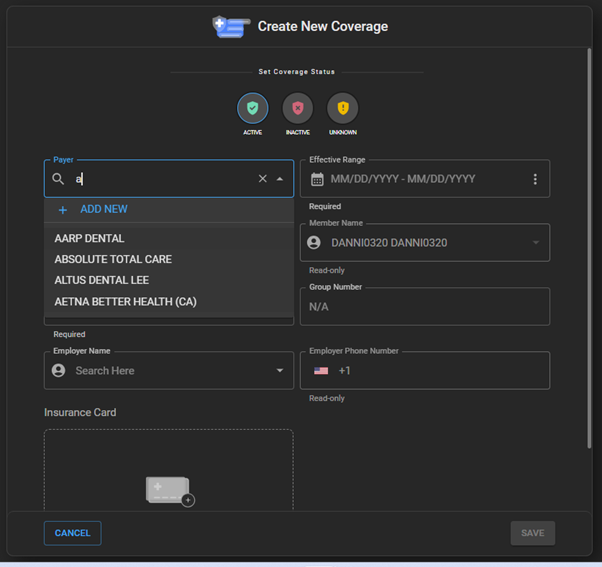 Create New Coverage
Set Coverage Status
ACTIVE
INACTIVE
UNKNOWN
Payer
a
Effective Range
MM/DD/YYYY - MM/DD/YYYY
Required
+ ADD NEW
AARP DENTAL
ABSOLUTE TOTAL CARE
ALTUS DENTAL LEE
AETNA BETTER HEALTH (CA)
Member Name
DANNI0320 DANNI0320
Read-only
Group Number
N/A
Required
Employer Name
Search Here
Employer Phone Number
+1
Read-only
Insurance Card
CANCEL
SAVE